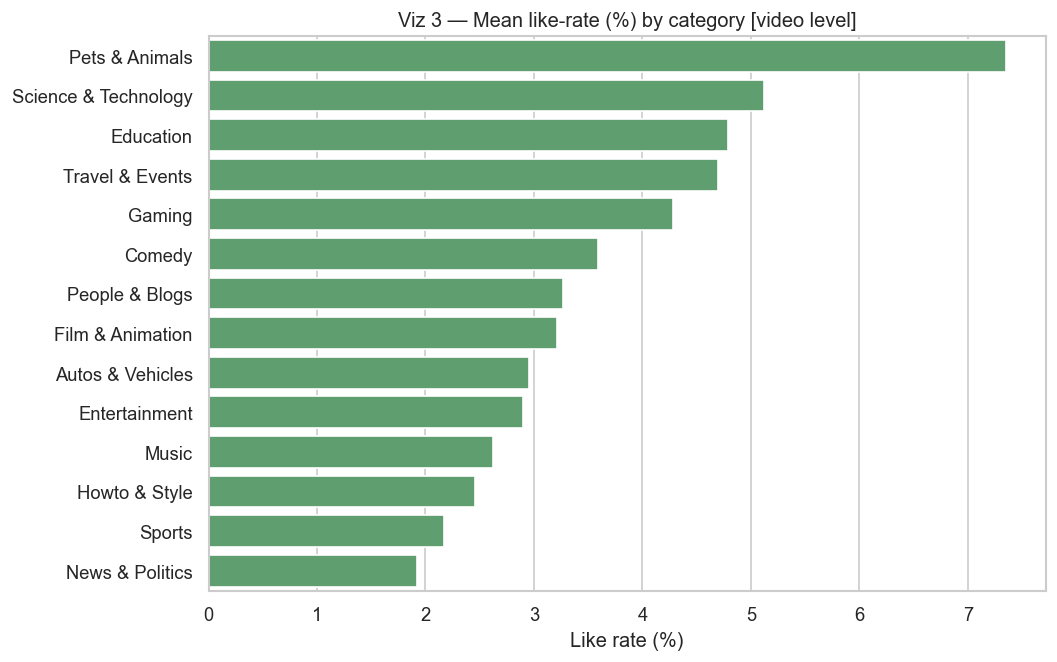 Viz 3 — Mean like-rate (%) by category [video level]
Pets & Animals
Science & Technology
Education
Travel & Events
Gaming
Comedy
People & Blogs
Film & Animation
Autos & Vehicles
Entertainment
Music
Howto & Style
Sports
News & Politics
0 1 2 3 4 5 6 7
Like rate (%)